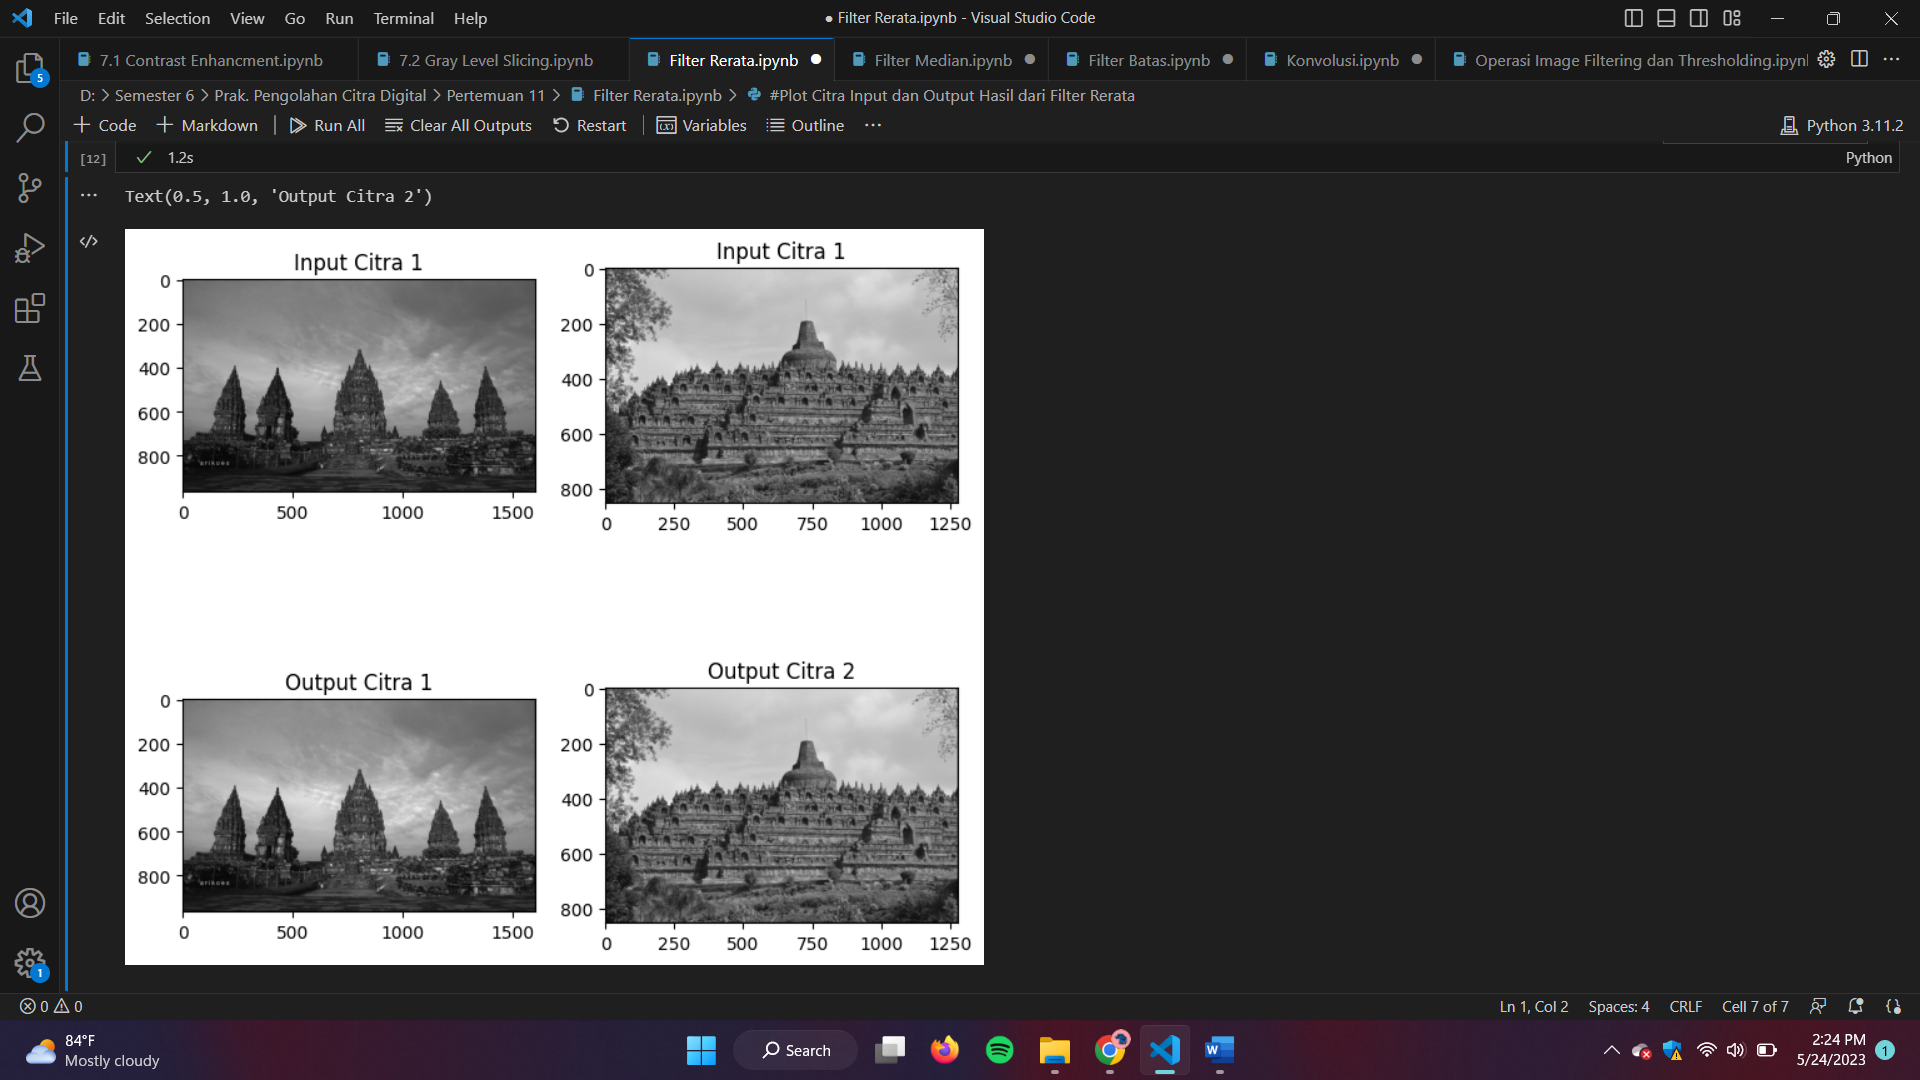 File Edit Selection View Go Run Terminal Help
● Filter Rerata.ipynb - Visual Studio Code
7.1 Contrast Enhancment.ipynb 7.2 Gray Level Slicing.ipynb Filter Rerata.ipynb Filter Median.ipynb Filter Batas.ipynb Konvolusi.ipynb Operasi Image Filtering dan Thresholding.ipynl
D: > Semester 6 > Prak. Pengolahan Citra Digital > Pertemuan 11 > Filter Rerata.ipynb > #Plot Citra Input dan Output Hasil dari Filter Rerata
+ Code + Markdown Run All Clear All Outputs Restart Variables Outline ··· Python 3.11.2
5
[12] 1.2s Python
Text(0.5, 1.0, 'Output Citra 2')
Input Citra 1
0
200
400
600
800
0 500 1000 1500
arikoes
Input Citra 1
0
200
400
600
800
0 250 500 750 1000 1250
Output Citra 1
0
200
400
600
800
0 500 1000 1500
arikoes
Output Citra 2
0
200
400
600
800
0 250 500 750 1000 1250
1
0 0 Ln 1, Col 2 Spaces: 4 CRLF Cell 7 of 7
84°F
Mostly cloudy
Search
2:24 PM
5/24/2023
1